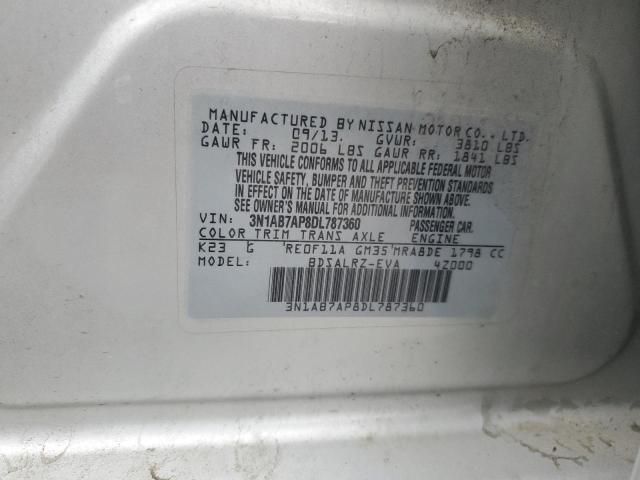 MANUFACTURED BY NISSAN MOTOR CO., LTD.
DATE: 09/13. GVWR: 3810 LBS
GAWR FR: 2006 LBS GAWR RR: 1841 LBS
THIS VEHICLE CONFORMS TO ALL APPLICABLE FEDERAL MOTOR
VEHICLE SAFETY, BUMPER AND THEFT PREVENTION STANDARDS
IN EFFECT ON THE DATE OF MANUFACTURE SHOWN ABOVE.
SEE OWNER'S MANUAL FOR ADDITIONAL INFORMATION.
VIN: 3N1AB7AP8DL787360 PASSENGER CAR.
COLOR TRIM TRANS AXLE ENGINE
K23 G RE0F11A GM35 MRA8DE 1798 CC
MODEL: BDSALRZ-EVA 42000
3N1AB7AP8DL787360